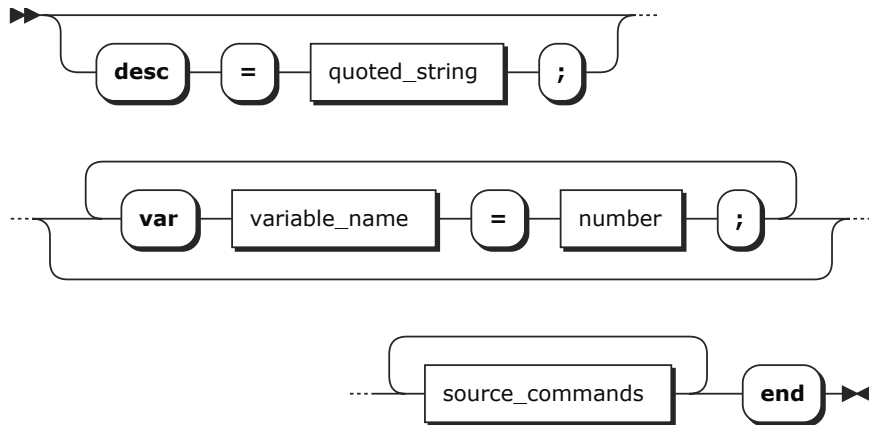 desc = quoted_string ;
var variable_name = number ;
source_commands end